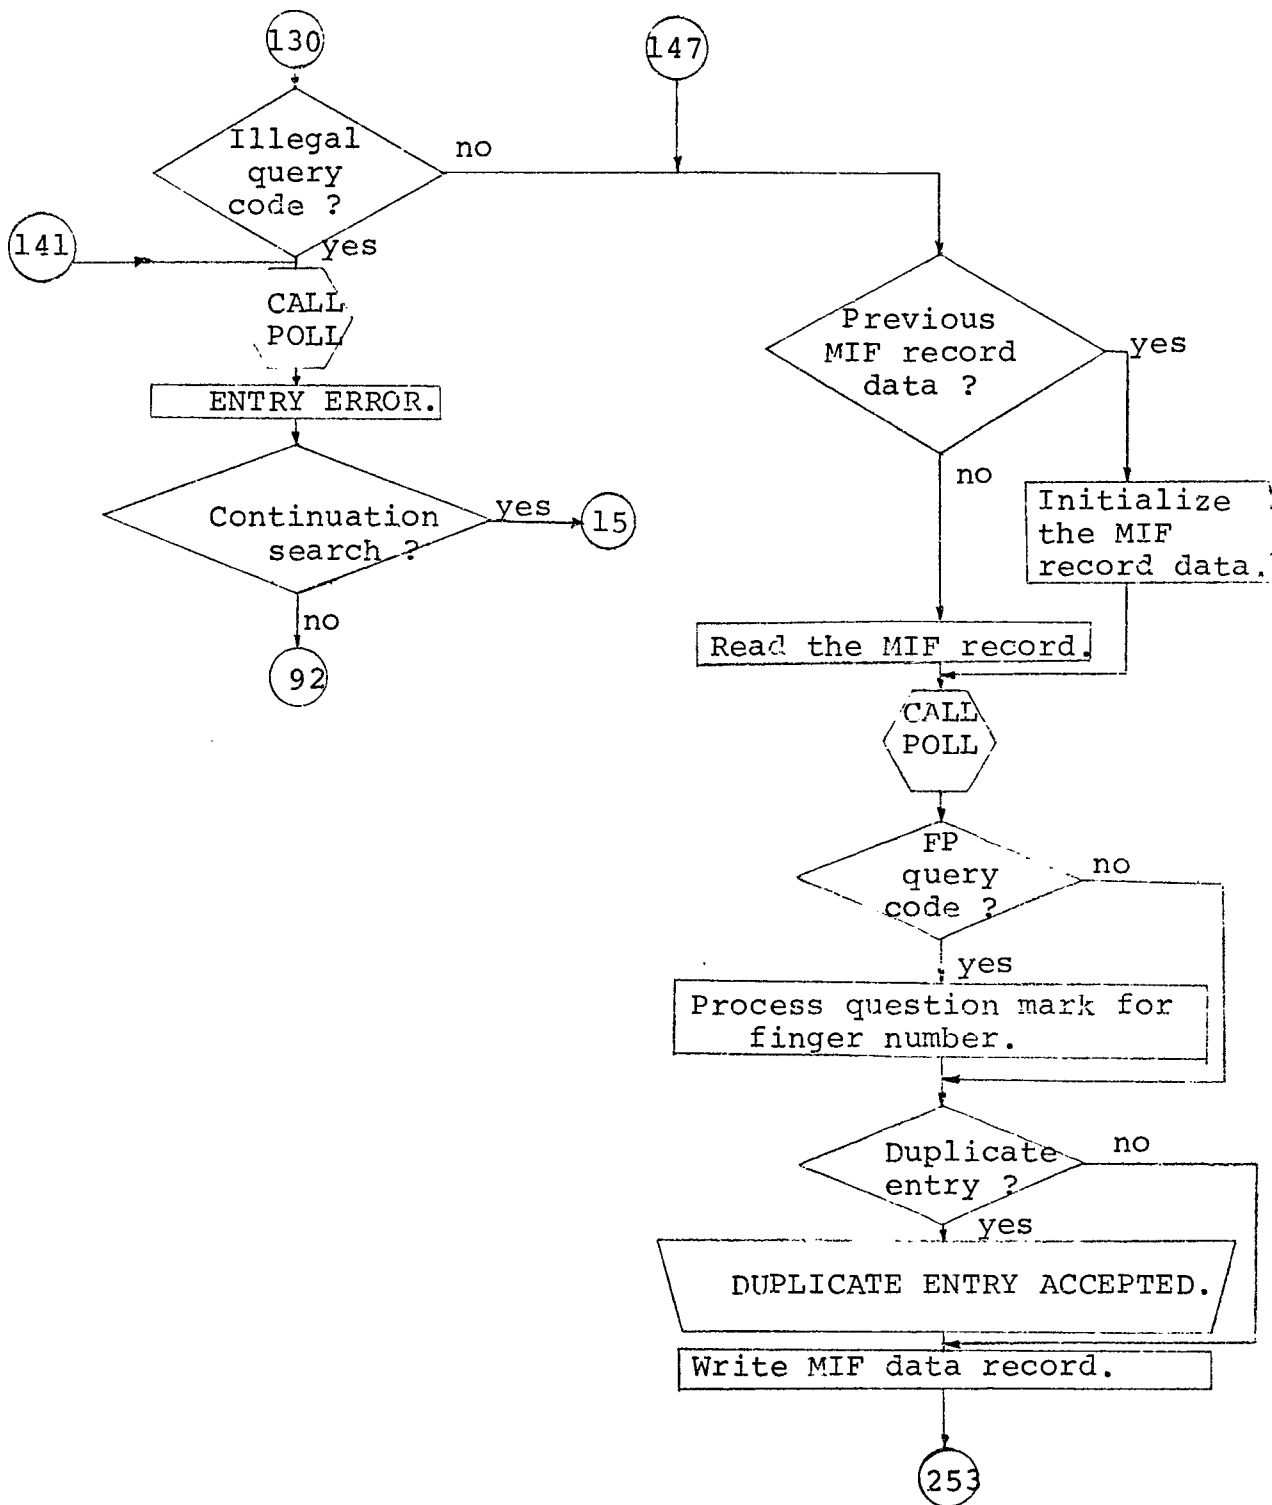 130
147
Illegal
query
code ?
no
yes
141
CALL
POLL
ENTRY ERROR.
Continuation
search ?
yes
15
no
92
Previous
MIF record
data ?
yes
no
Initialize
the MIF
record data.
Read the MIF record.
CALL
POLL
FP
query
code ?
no
yes
Process question mark for
finger number.
Duplicate
entry ?
no
yes
DUPLICATE ENTRY ACCEPTED.
Write MIF data record.
253